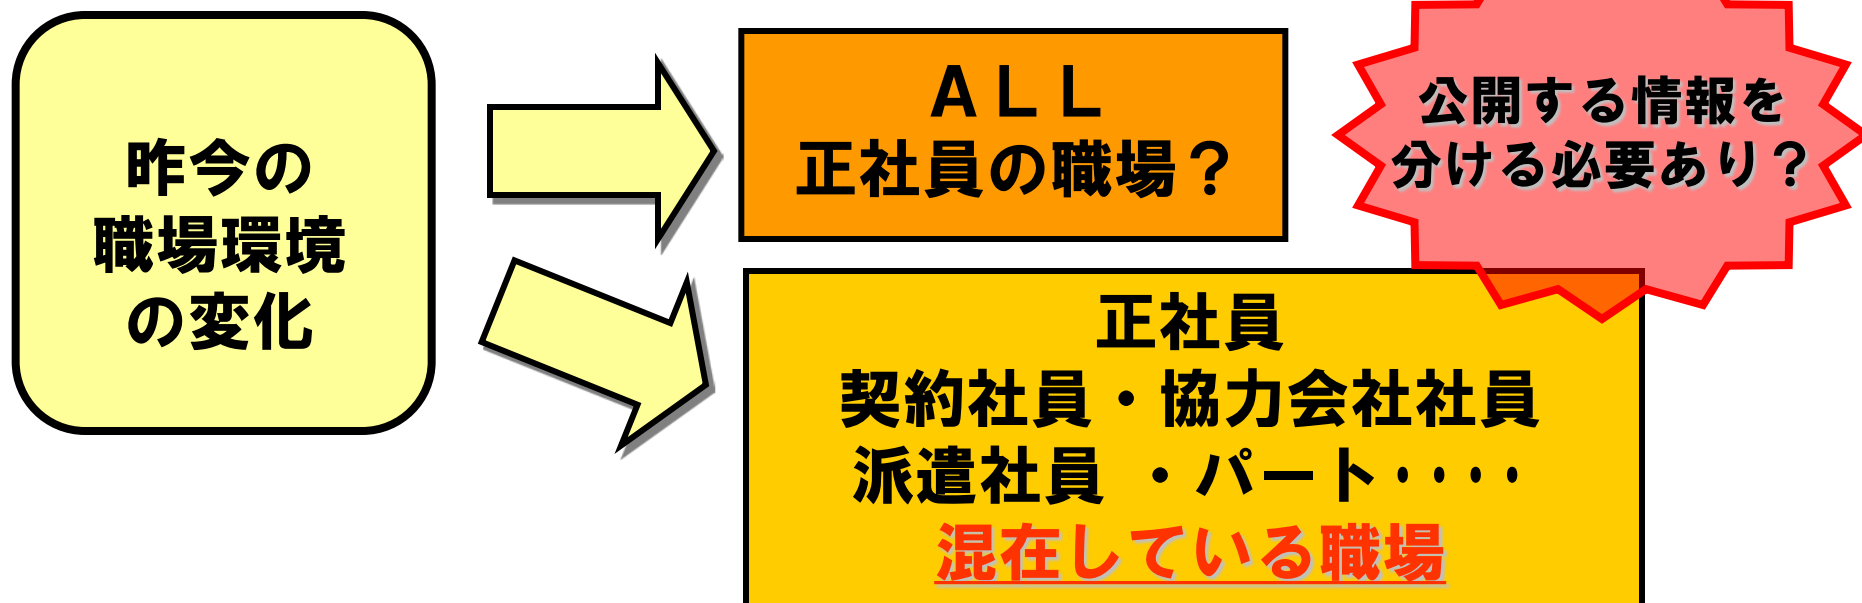 昨今の
職場環境
の変化
ＡＬＬ
正社員の職場？
公開する情報を
分ける必要あり？
正社員
契約社員・協力会社社員
派遣社員 ・パート・・・・
混在している職場